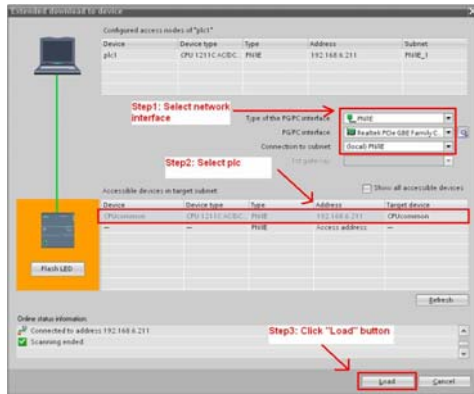 Extended download to device
Configured access nodes of "plc1"
Device Device type Type Address Subnet
plc1 CPU 1211C AC/DC... PN/IE 192.168.6.211 PN/IE_1
Step1: Select network
interface
Type of the PG/PC interface: PN/IE
PG/PC interface: Realtek PCIe GBE Family C...
Connection to subnet: (local) PN/IE
1st gateway:
Step2: Select plc
Accessible devices in target subnet:
Show all accessible devices
Device Device type Type Address Target device
CPUcommon CPU 1211C AC/DC... PN/IE 192.168.6.211 CPUcommon
— — PN/IE Access address —
Flash LED
Refresh
Online status information:
Connected to address 192.168.6.211
Scanning ended
Step3: Click "Load" button
Load Cancel